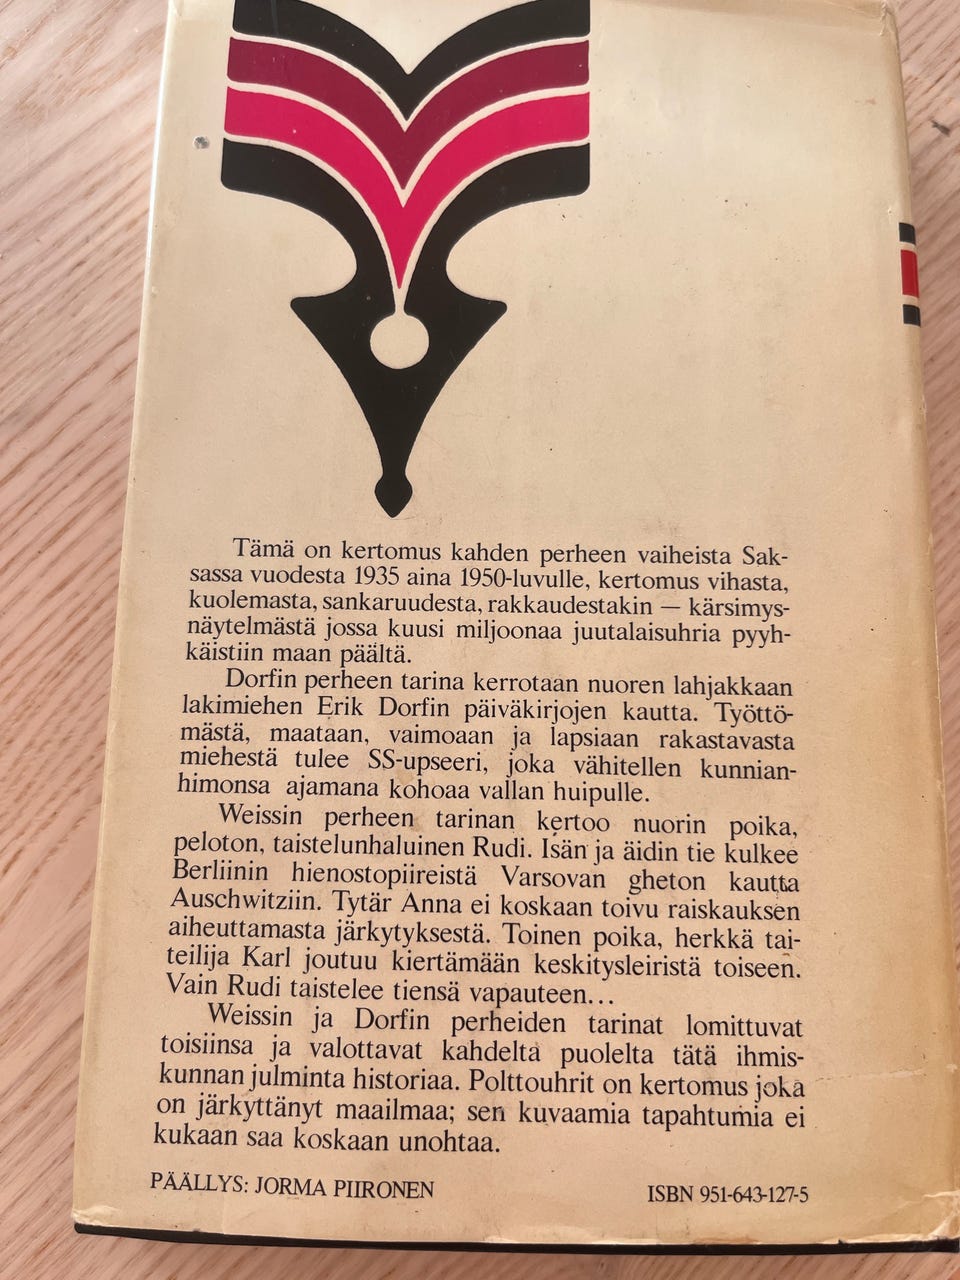 Tämä on kertomus kahden perheen vaiheista Sak-
sassa vuodesta 1935 aina 1950-luvulle, kertomus vihasta,
kuolemasta, sankaruudesta, rakkaudestakin — kärsimys-
näytelmästä jossa kuusi miljoonaa juutalaisuhria pyyh-
käistiin maan päältä.
Dorfin perheen tarina kerrotaan nuoren lahjakkaan
lakimiehen Erik Dorfin päiväkirjojen kautta. Työttö-
mästä, maataan, vaimoaan ja lapsiaan rakastavasta
miehestä tulee SS-upseeri, joka vähitellen kunnian-
himonsa ajamana kohoaa vallan huipulle.
Weissin perheen tarinan kertoo nuorin poika,
peloton, taistelunhaluinen Rudi. Isän ja äidin tie kulkee
Berliinin hienostopiireistä Varsovan gheton kautta
Auschwitziin. Tytär Anna ei koskaan toivu raiskauksen
aiheuttamasta järkytyksestä. Toinen poika, herkkä tai-
teilija Karl joutuu kiertämään keskitysleiristä toiseen.
Vain Rudi taistelee tiensä vapauteen...
Weissin ja Dorfin perheiden tarinat lomittuvat
toisiinsa ja valottavat kahdelta puolelta tätä ihmis-
kunnan julminta historiaa. Polttouhrit on kertomus joka
on järkyttänyt maailmaa; sen kuvaamia tapahtumia ei
kukaan saa koskaan unohtaa.
PÄÄLLYS: JORMA PIIRONEN
ISBN 951-643-127-5